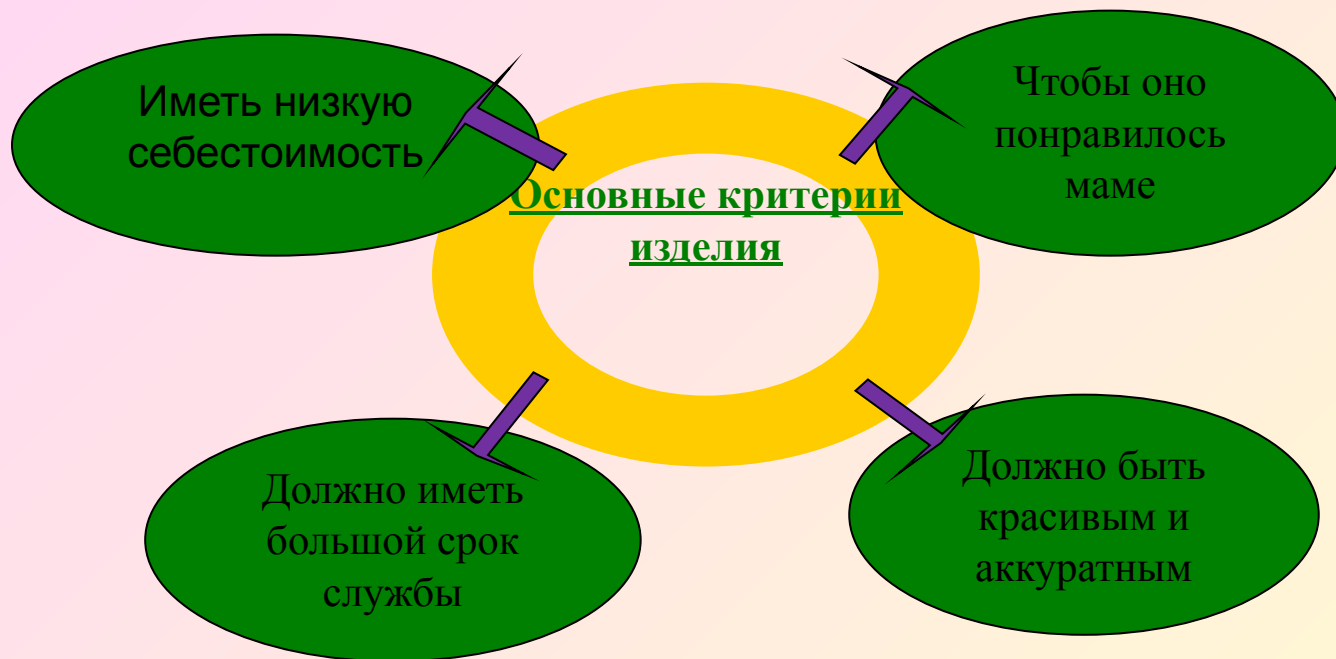 Иметь низкую
себестоимость
Чтобы оно
понравилось
маме
Основные критерии
изделия
Должно иметь
большой срок
службы
Должно быть
красивым и
аккуратным